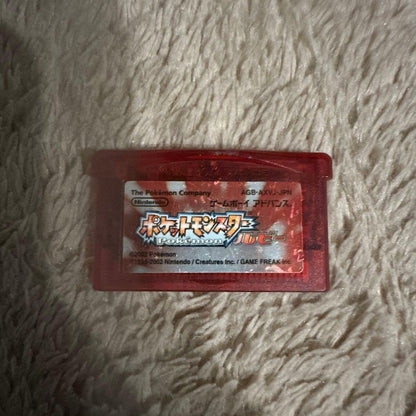 The Pokémon Company AGB-AXVJ-JPN
Nintendo ゲームボーイ アドバンス
ポケットモンスター
Pokémon ルビー
©2002 Pokémon
©1995-2002 Nintendo / Creatures Inc. / GAME FREAK Inc.